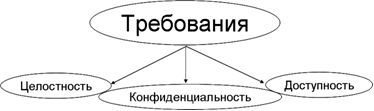 Требования
Целостность
Конфиденциальность
Доступность